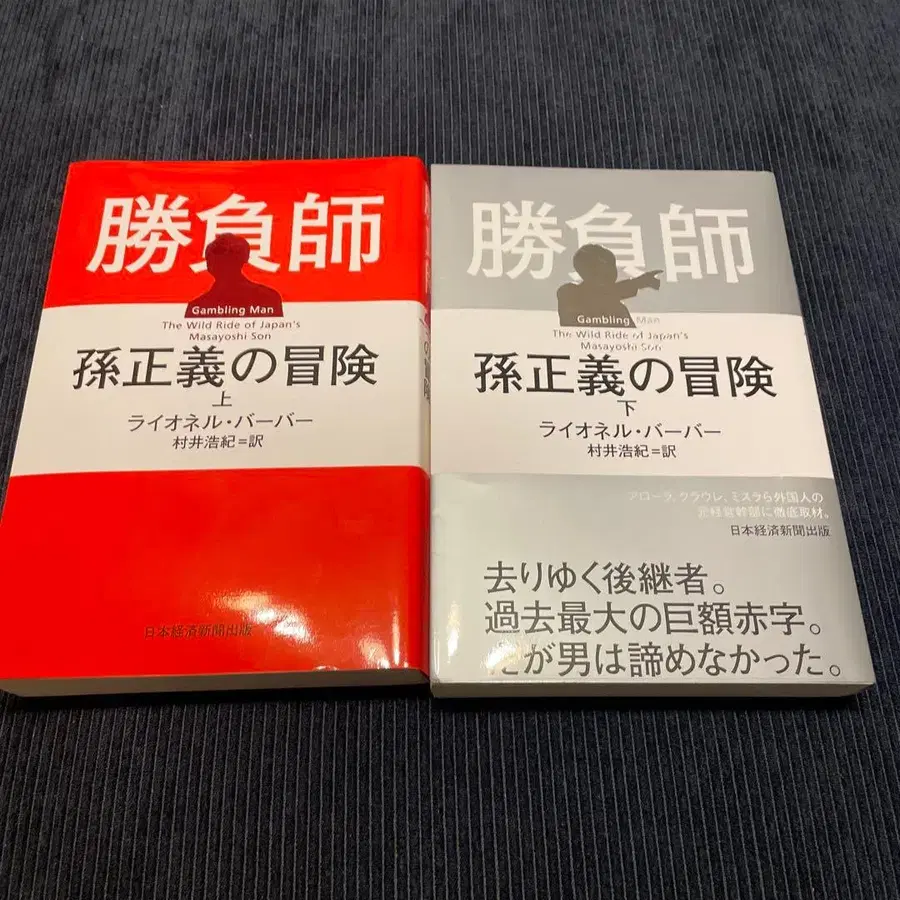 勝負師
Gambling Man
The Wild Ride of Japan's
Masayoshi Son
孫正義の冒険
上
ライオネル・バーバー
村井浩紀=訳
日本経済新聞出版
勝負師
Gambling Man
The Wild Ride of Japan's
Masayoshi Son
孫正義の冒険
下
ライオネル・バーバー
村井浩紀=訳
アローラ、クラウレ、ミスラら外国人の
元経営幹部に徹底取材。
日本経済新聞出版
去りゆく後継者。
過去最大の巨額赤字。
だが男は諦めなかった。